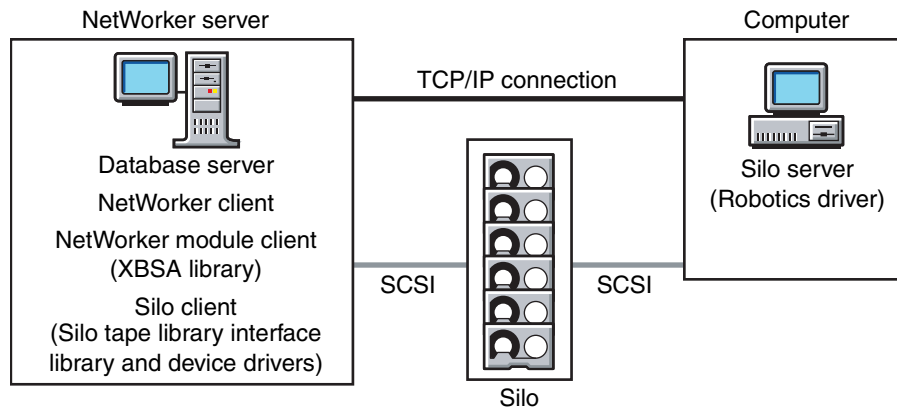 NetWorker server
Computer
TCP/IP connection
Database server
NetWorker client
NetWorker module client
(XBSA library)
Silo client
(Silo tape library interface
library and device drivers)
SCSI
SCSI
Silo server
(Robotics driver)
Silo